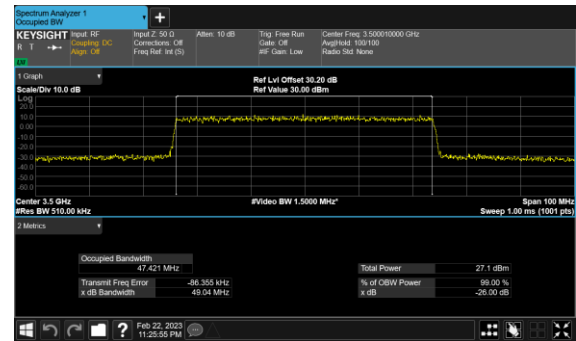 Spectrum Analyzer 1
Occupied BW
+
KEYSIGHT Input: RF Input Z: 50 Ω Atten: 10 dB Trig: Free Run Center Freq: 3.500010000 GHz
R T Coupling: DC Corrections: Off Gate: Off Avg|Hold: 100/100
Align: Off Freq Ref: Int (S) #IF Gain: Low Radio Std: None
LXI
1 Graph
Ref Lvl Offset 30.20 dB
Scale/Div 10.0 dB Ref Value 30.00 dBm
Log
20.0
10.0
0.00
-10.0
-20.0
-30.0
-40.0
-50.0
-60.0
Center 3.5 GHz #Video BW 1.5000 MHz* Span 100 MHz
#Res BW 510.00 kHz Sweep 1.00 ms (1001 pts)
2 Metrics
Occupied Bandwidth
47.421 MHz Total Power 27.1 dBm
Transmit Freq Error -86.355 kHz % of OBW Power 99.00 %
x dB Bandwidth 49.04 MHz x dB -26.00 dB
? Feb 22, 2023
11:25:55 PM